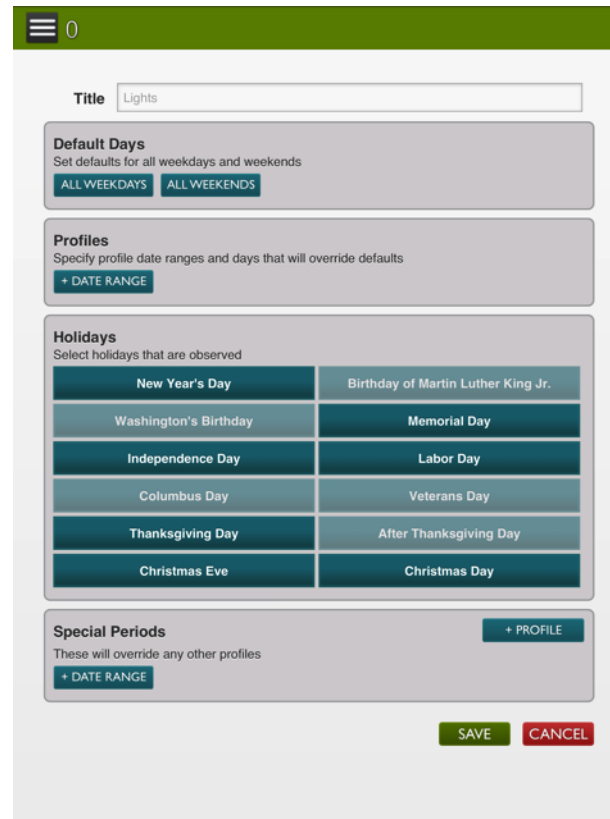 0
Title Lights
Default Days
Set defaults for all weekdays and weekends
ALL WEEKDAYS ALL WEEKENDS
Profiles
Specify profile date ranges and days that will override defaults
+ DATE RANGE
Holidays
Select holidays that are observed
New Year's Day Birthday of Martin Luther King Jr.
Washington's Birthday Memorial Day
Independence Day Labor Day
Columbus Day Veterans Day
Thanksgiving Day After Thanksgiving Day
Christmas Eve Christmas Day
Special Periods + PROFILE
These will override any other profiles
+ DATE RANGE
SAVE CANCEL